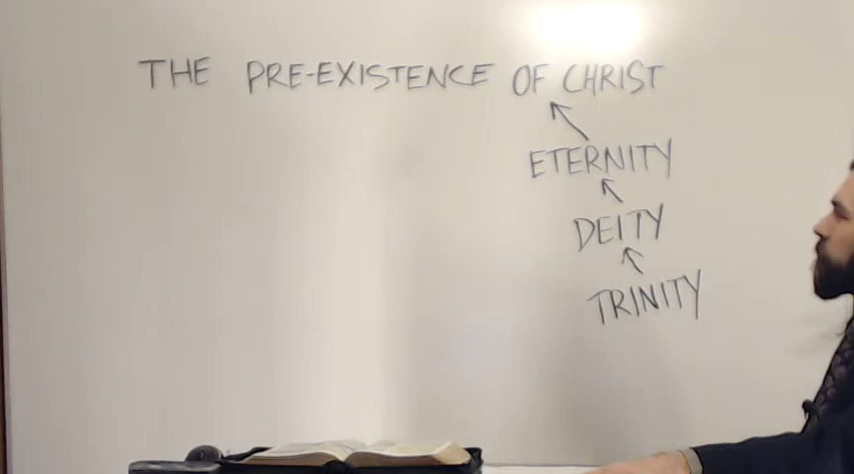 THE PRE-EXISTENCE OF CHRIST
ETERNITY
DEITY
TRINITY